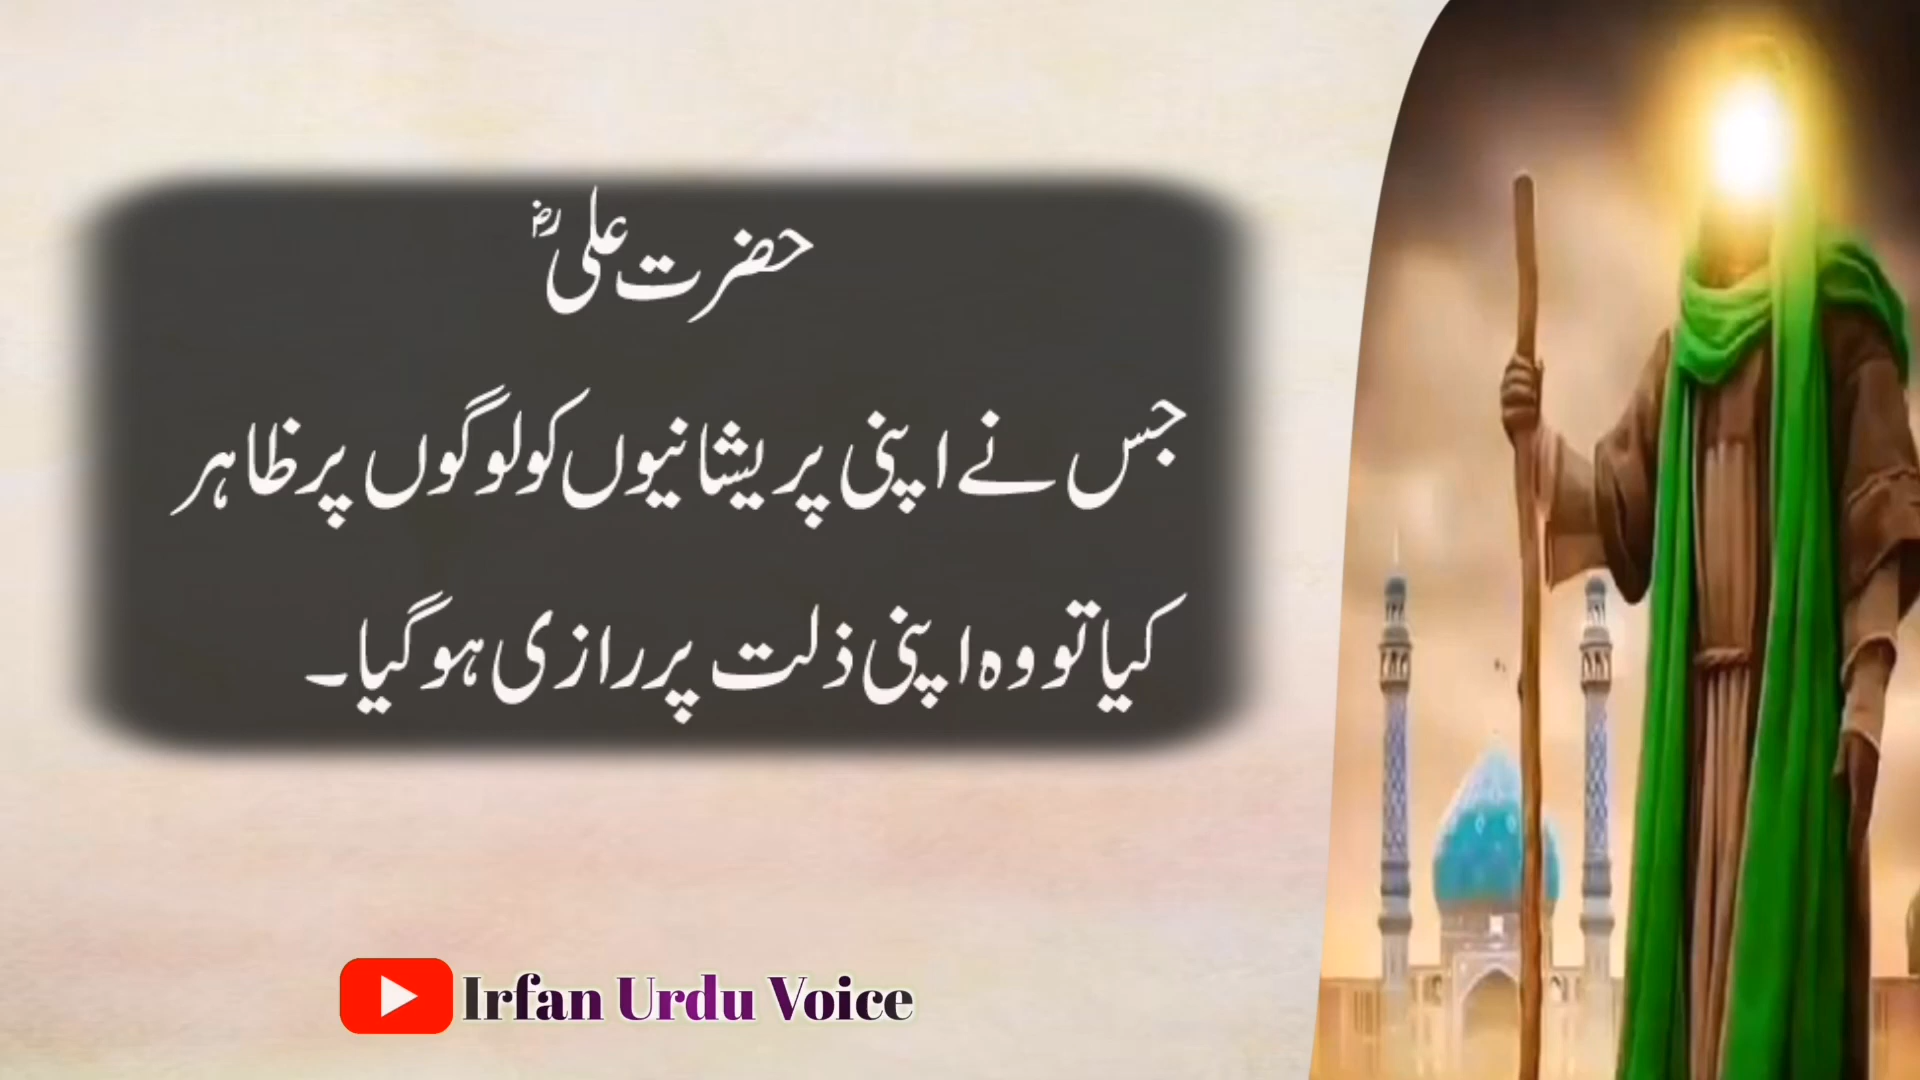 حضرت علیؓ
جس نے اپنی پریشانیوں کو لوگوں پر ظاہر
کیا تو وہ اپنی ذلت پر رازی ہو گیا۔
Irfan Urdu Voice